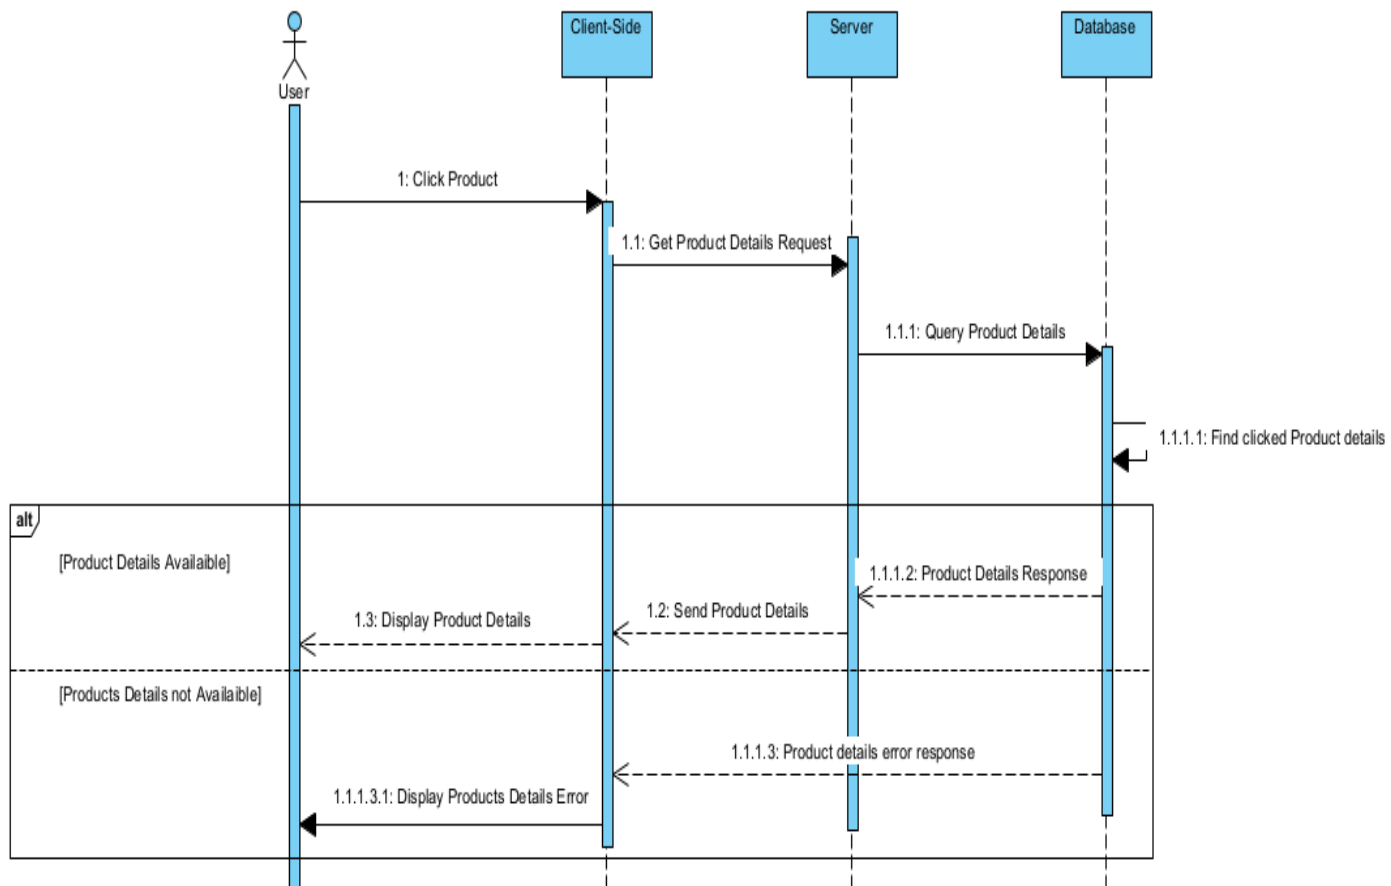 User
Client-Side
Server
Database
1: Click Product
1.1: Get Product Details Request
1.1.1: Query Product Details
1.1.1.1: Find clicked Product details
alt
[Product Details Availaible]
1.1.1.2: Product Details Response
1.2: Send Product Details
1.3: Display Product Details
[Products Details not Availaible]
1.1.1.3: Product details error response
1.1.1.3.1: Display Products Details Error